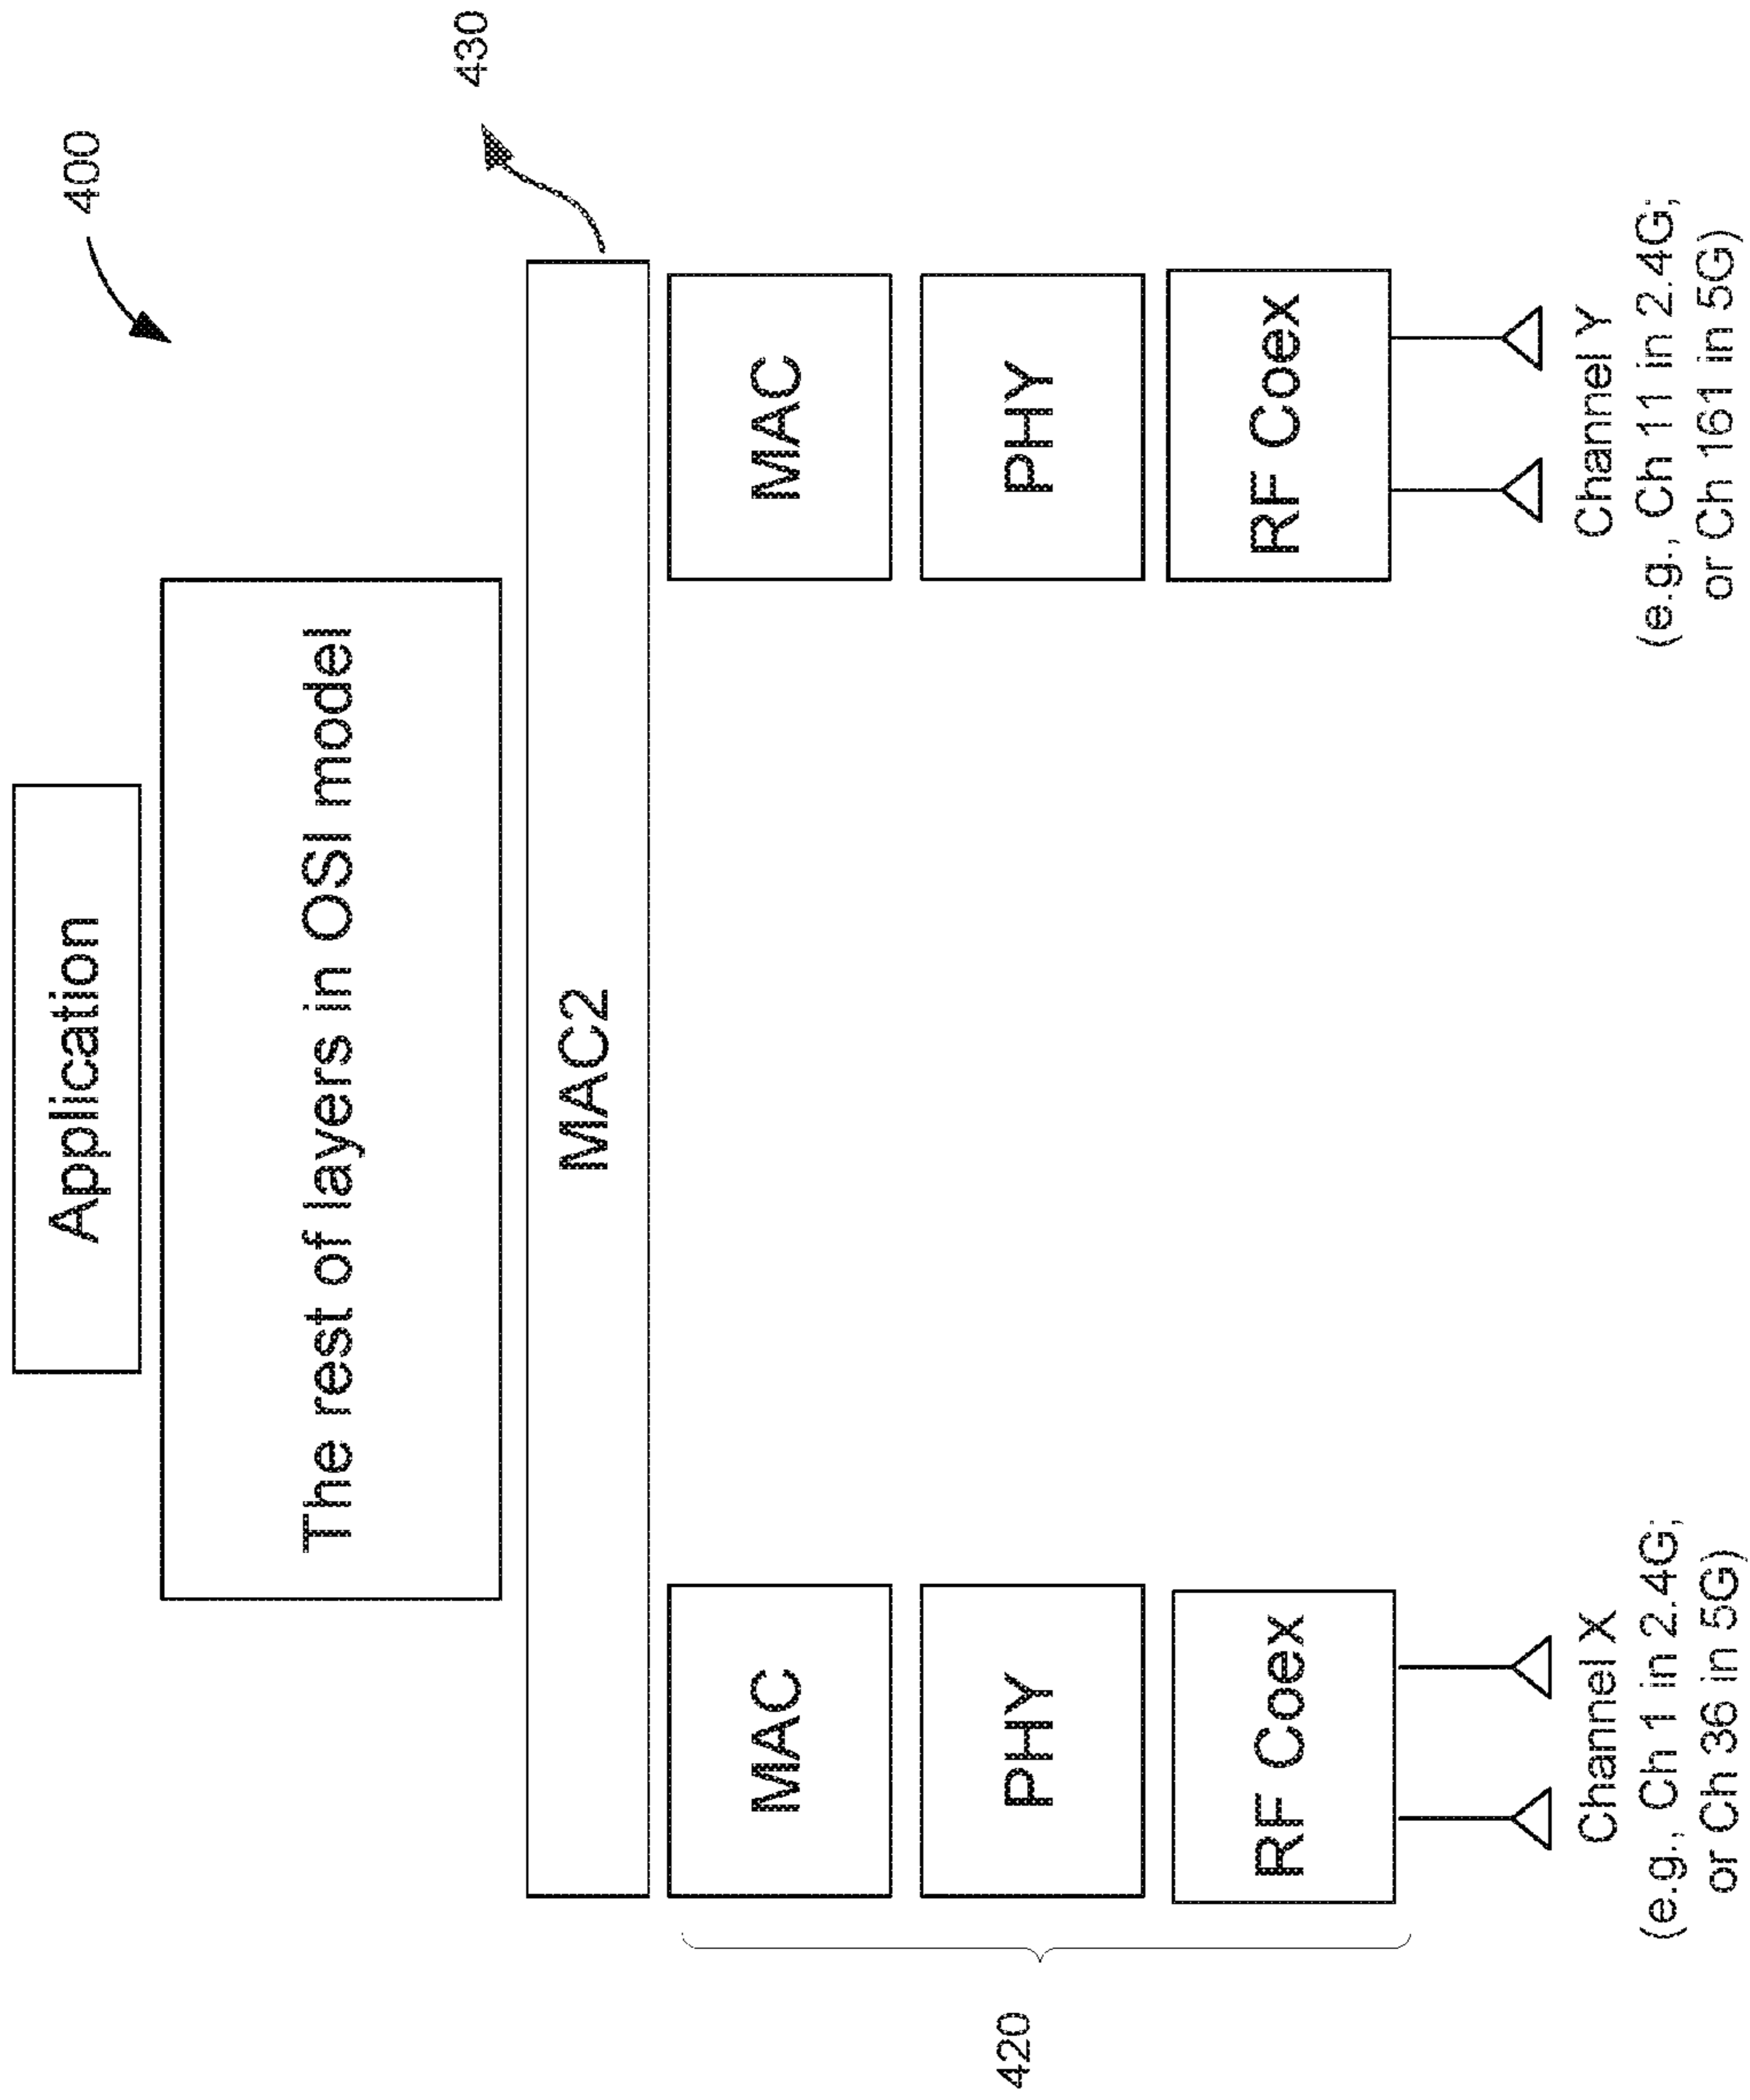 400
Application
The rest of layers in OSI model
430
MAC2
420
MAC
PHY
RF Coex
Channel X
(e.g., Ch 1 in 2.4G;
or Ch 36 in 5G)
MAC
PHY
RF Coex
Channel Y
(e.g., Ch 11 in 2.4G;
or Ch 161 in 5G)